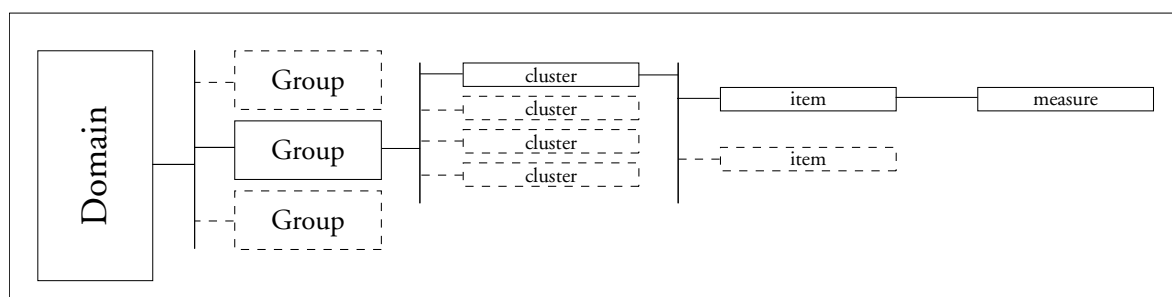 Domain
Group
Group
Group
cluster
cluster
cluster
cluster
item
item
measure